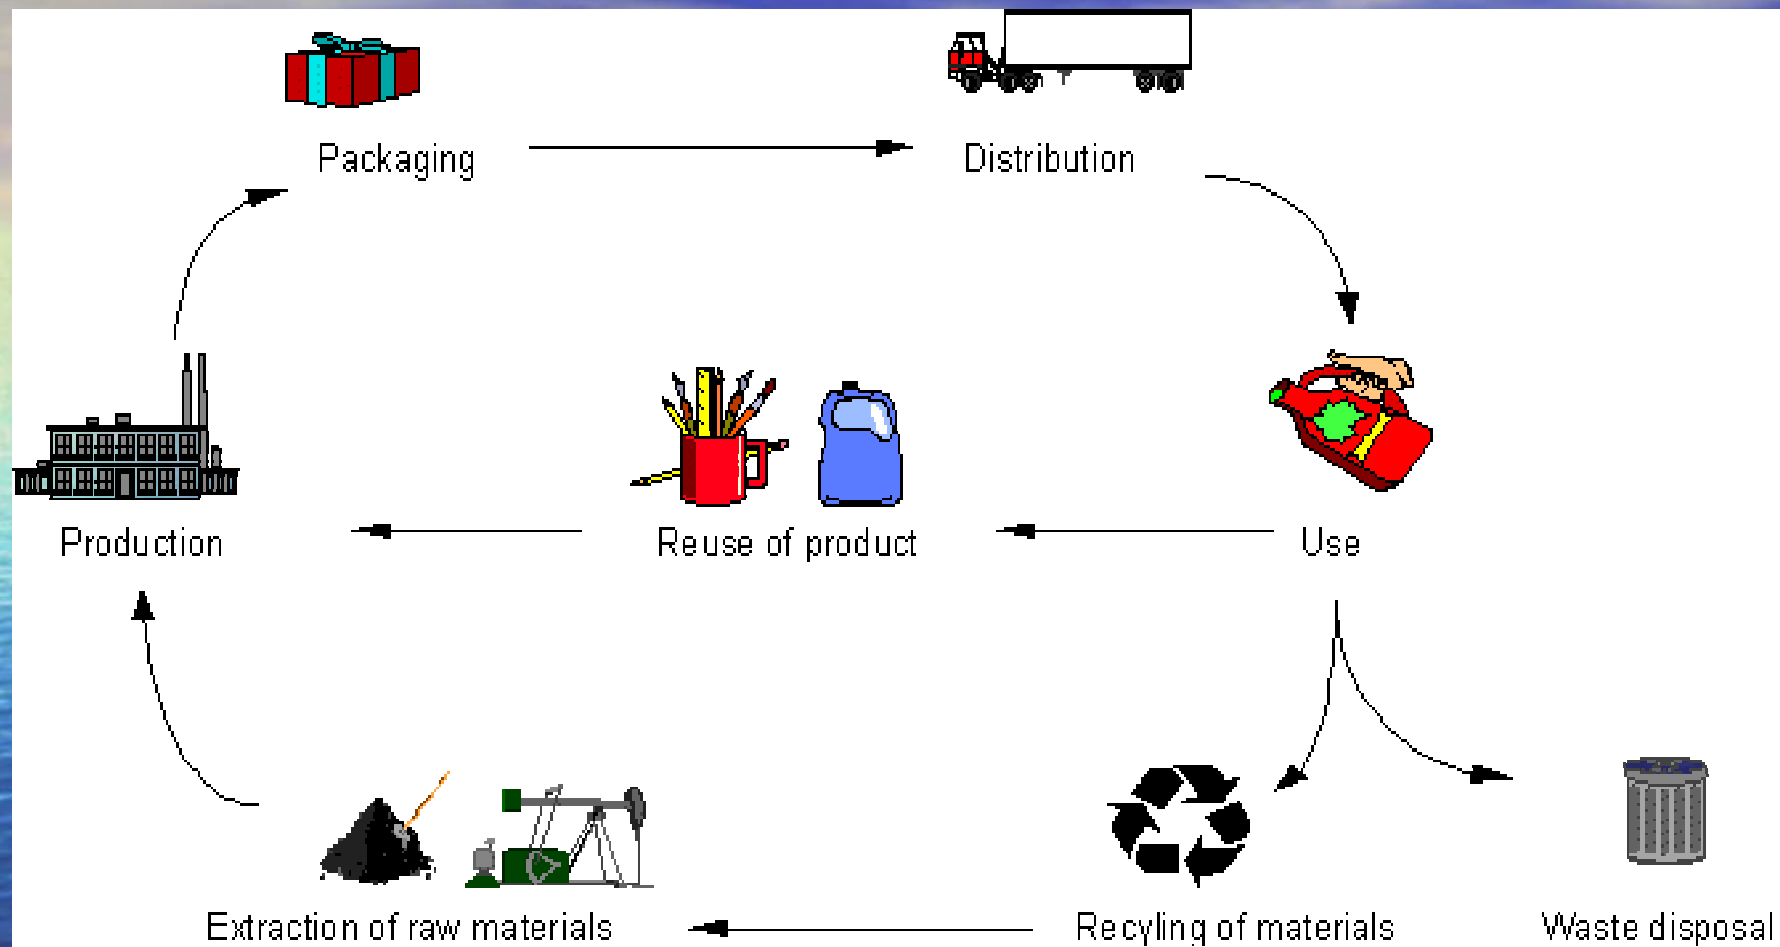 Packaging
Distribution
Production
Reuse of product
Use
Extraction of raw materials
Recyling of materials
Waste disposal